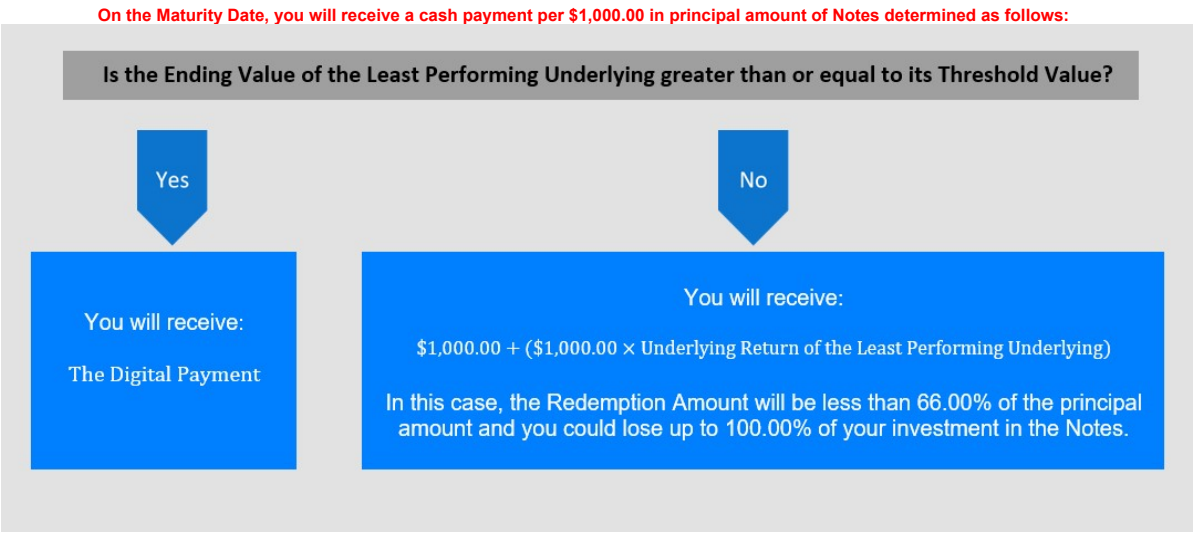 On the Maturity Date, you will receive a cash payment per $1,000.00 in principal amount of Notes determined as follows:
Is the Ending Value of the Least Performing Underlying greater than or equal to its Threshold Value?
Yes
No
You will receive:
The Digital Payment
You will receive:
$1,000.00 + ($1,000.00 × Underlying Return of the Least Performing Underlying)
In this case, the Redemption Amount will be less than 66.00% of the principal
amount and you could lose up to 100.00% of your investment in the Notes.